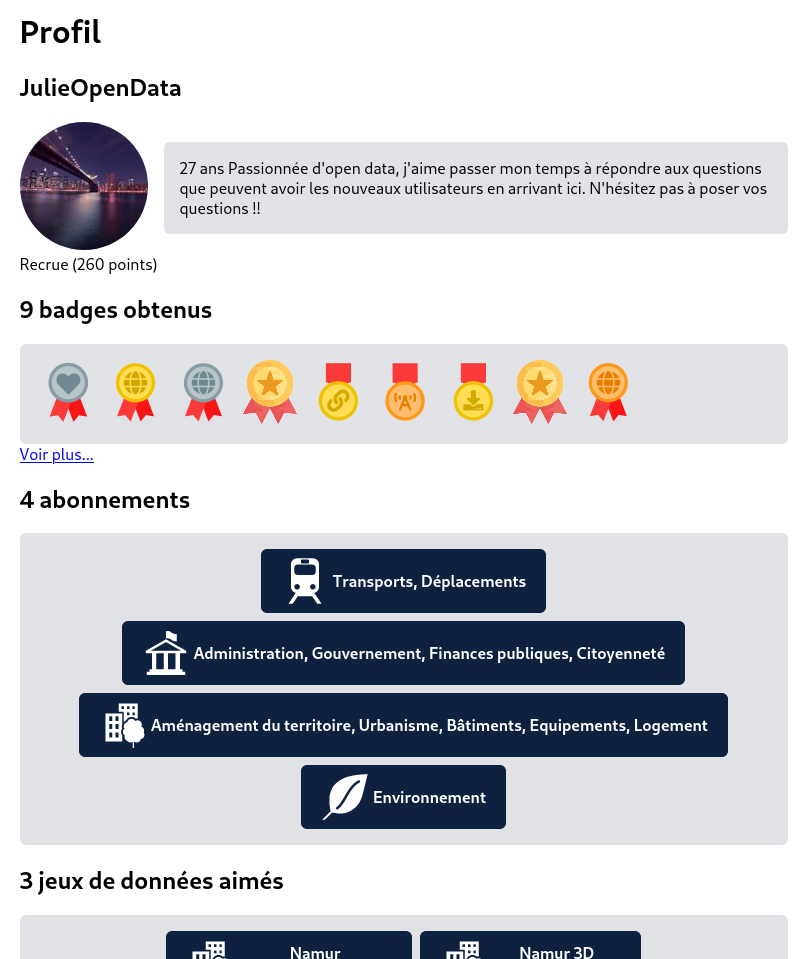 Profil
JulieOpenData
27 ans Passionnée d'open data, j'aime passer mon temps à répondre aux questions
que peuvent avoir les nouveaux utilisateurs en arrivant ici. N'hésitez pas à poser vos
questions !!
Recrue (260 points)
9 badges obtenus
Voir plus...
4 abonnements
Transports, Déplacements
Administration, Gouvernement, Finances publiques, Citoyenneté
Aménagement du territoire, Urbanisme, Bâtiments, Equipements, Logement
Environnement
3 jeux de données aimés
Namur
Namur 3D